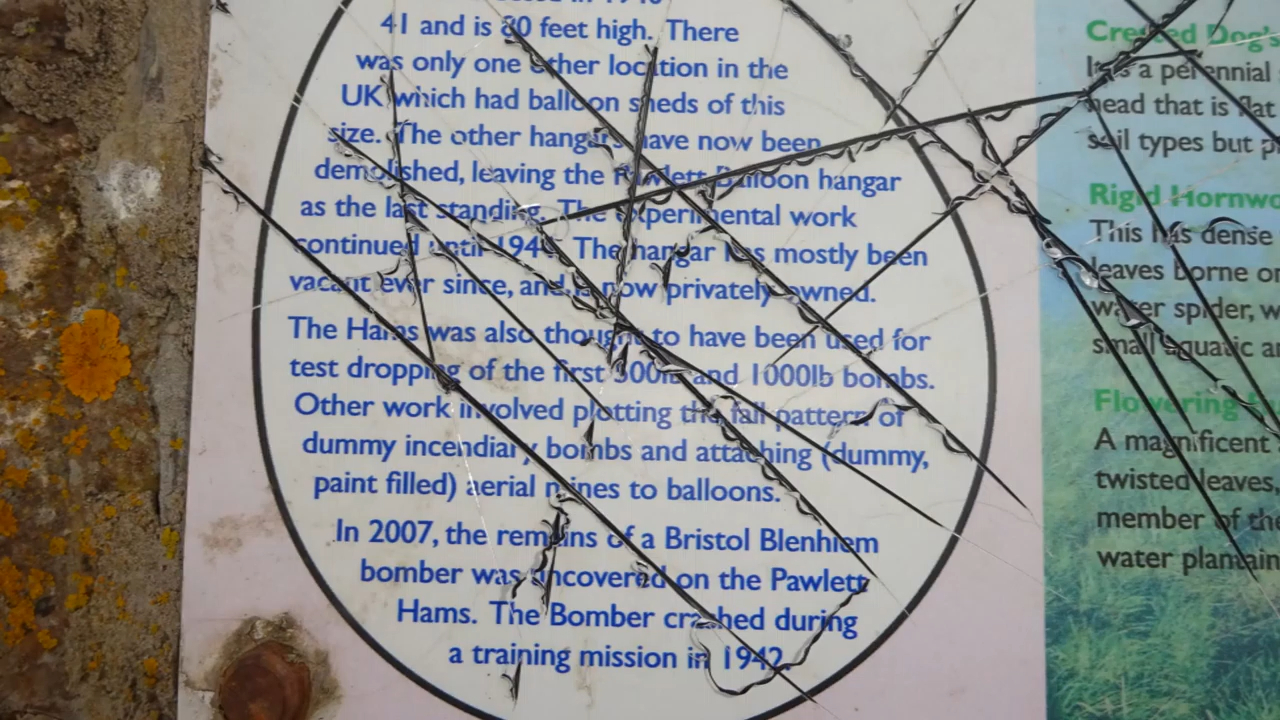 41 and is 80 feet high. There
was only one other location in the
UK which had balloon sheds of this
size. The other hangars have now been
demolished, leaving the Pawlett Balloon hangar
as the last standing. The experimental work
continued until 1944. The hangar has mostly been
vacant ever since, and is now privately owned.
The Hams was also thought to have been used for
test dropping of the first 500lb and 1000lb bombs.
Other work involved plotting the fall pattern of
dummy incendiary bombs and attaching (dummy,
paint filled) aerial mines to balloons.
In 2007, the remains of a Bristol Blenhiem
bomber was uncovered on the Pawlett
Hams. The Bomber crashed during
a training mission in 1942.
Crested Dog's
It is a perennial
head that is flat
soil types but
Rigid Hornwo
This has dense
leaves borne on
water spider, w
small aquatic an
Flowering
A magnificent
twisted leaves.
member of the
water plantain